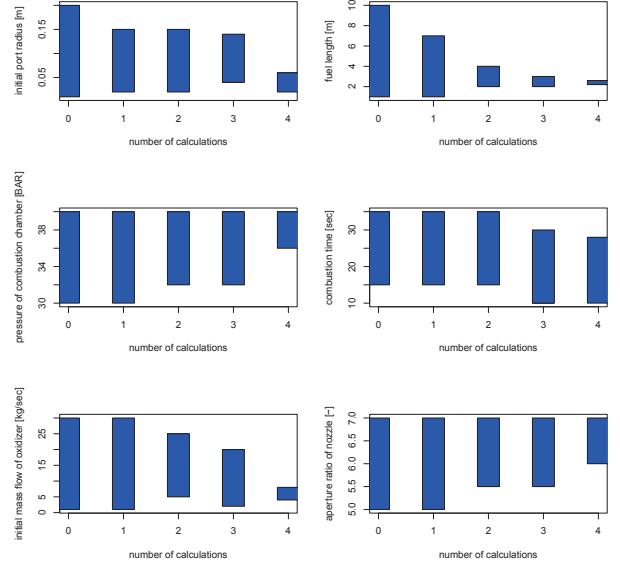 initial port radius [m]
0.05 0.15
0 1 2 3 4
number of calculations
fuel length [m]
2 4 6 8 10
0 1 2 3 4
number of calculations
pressure of combustion chamber [BAR]
30 34 38
0 1 2 3 4
number of calculations
combustion time [sec]
10 20 30
0 1 2 3 4
number of calculations
initial mass flow of oxidizer [kg/sec]
0 5 15 25
0 1 2 3 4
number of calculations
aperture ratio of nozzle [−]
5.0 5.5 6.0 6.5 7.0
0 1 2 3 4
number of calculations